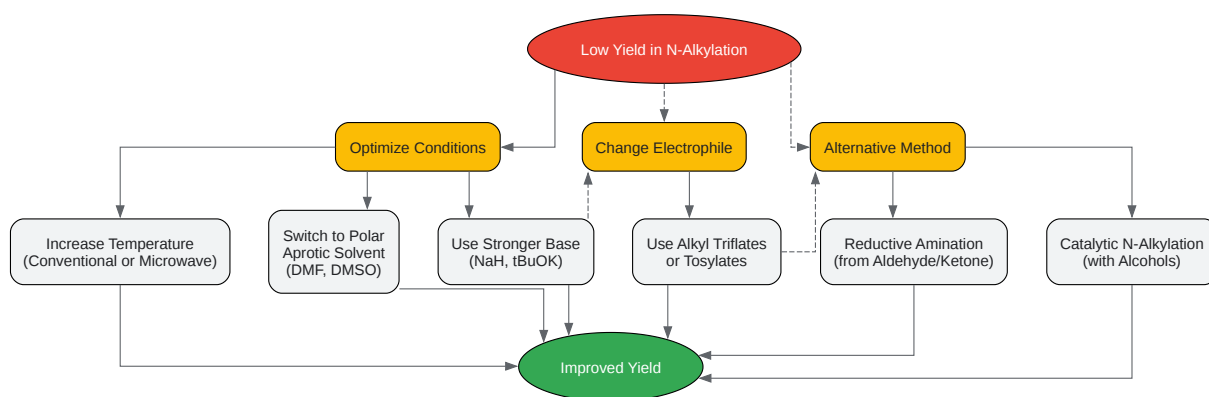 Low Yield in N-Alkylation
Optimize Conditions
Change Electrophile
Alternative Method
Increase Temperature
(Conventional or Microwave)
Switch to Polar
Aprotic Solvent
(DMF, DMSO)
Use Stronger Base
(NaH, tBuOK)
Use Alkyl Triflates
or Tosylates
Reductive Amination
(from Aldehyde/Ketone)
Catalytic N-Alkylation
(with Alcohols)
Improved Yield